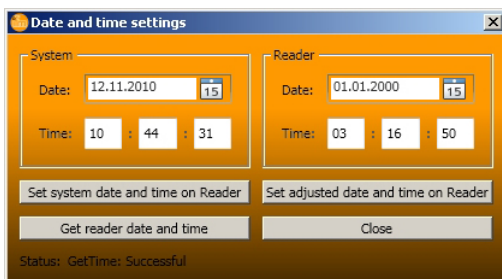 Date and time settings
System
Date: 12.11.2010 15
Time: 10 : 44 : 31
Reader
Date: 01.01.2000 15
Time: 03 : 16 : 50
Set system date and time on Reader
Set adjusted date and time on Reader
Get reader date and time
Close
Status: GetTime: Successful